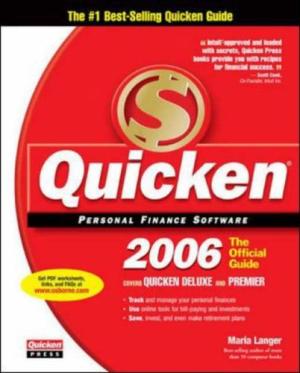 The #1 Best-Selling Quicken Guide
“ Intuit-approved and loaded
with secrets, Quicken Press
books provide you with recipes
for financial success. ”
— Scott Cook,
Co-Founder, Intuit Inc.
$
Quicken®
PERSONAL FINANCE SOFTWARE
2006 The
Official
Guide
COVERS QUICKEN DELUXE AND PREMIER
Get PDF worksheets,
links, and FAQs at
www.osborne.com
• Track and manage your personal finances
• Use online tools for bill-paying and investments
• Save, invest, and even make retirement plans
Quicken
PRESS
Maria Langer
Best-selling author of more
than 50 computer books